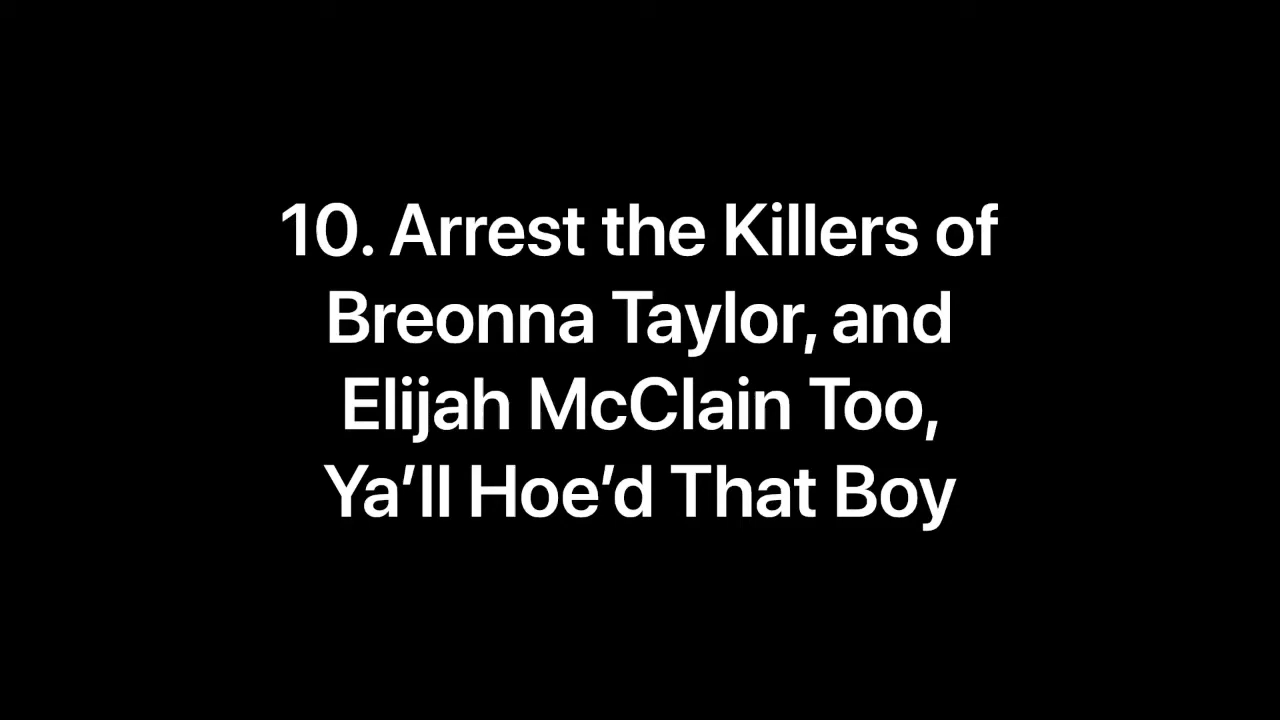 10. Arrest the Killers of
Breonna Taylor, and
Elijah McClain Too,
Ya’ll Hoe’d That Boy